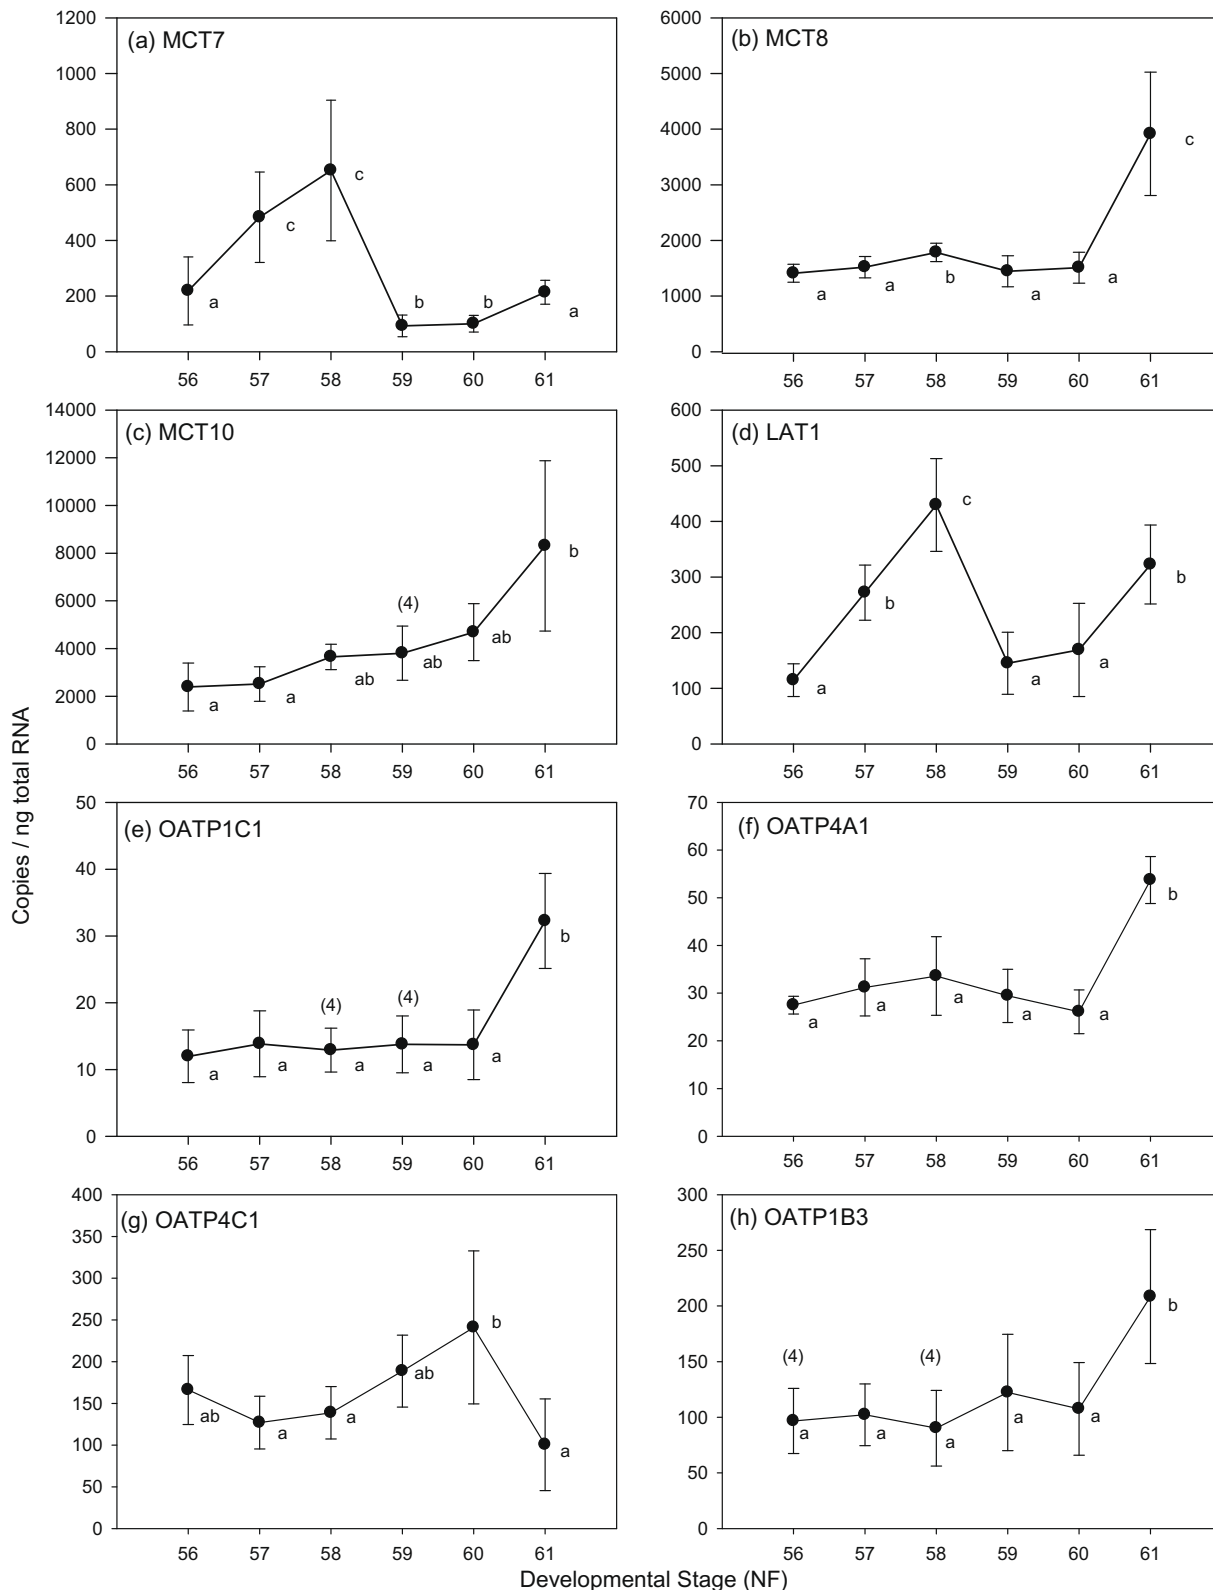 (a) MCT7
1200
1000
800
600
400
200
0
a
c
c
b
b
a
56 57 58 59 60 61
(b) MCT8
6000
5000
4000
3000
2000
1000
0
a
a
b
a
a
c
56 57 58 59 60 61
(c) MCT10
14000
12000
10000
8000
6000
4000
2000
0
a
a
ab
(4)
ab
ab
b
56 57 58 59 60 61
(d) LAT1
600
500
400
300
200
100
0
a
b
c
a
a
b
56 57 58 59 60 61
Copies / ng total RNA
(e) OATP1C1
50
40
30
20
10
0
a
a
(4)
a
(4)
a
a
b
56 57 58 59 60 61
(f) OATP4A1
70
60
50
40
30
20
10
0
a
a
a
a
a
b
56 57 58 59 60 61
(g) OATP4C1
400
350
300
250
200
150
100
50
0
ab
a
a
ab
b
a
56 57 58 59 60 61
(h) OATP1B3
300
250
200
150
100
50
0
(4)
a
a
(4)
a
a
a
b
56 57 58 59 60 61
Developmental Stage (NF)